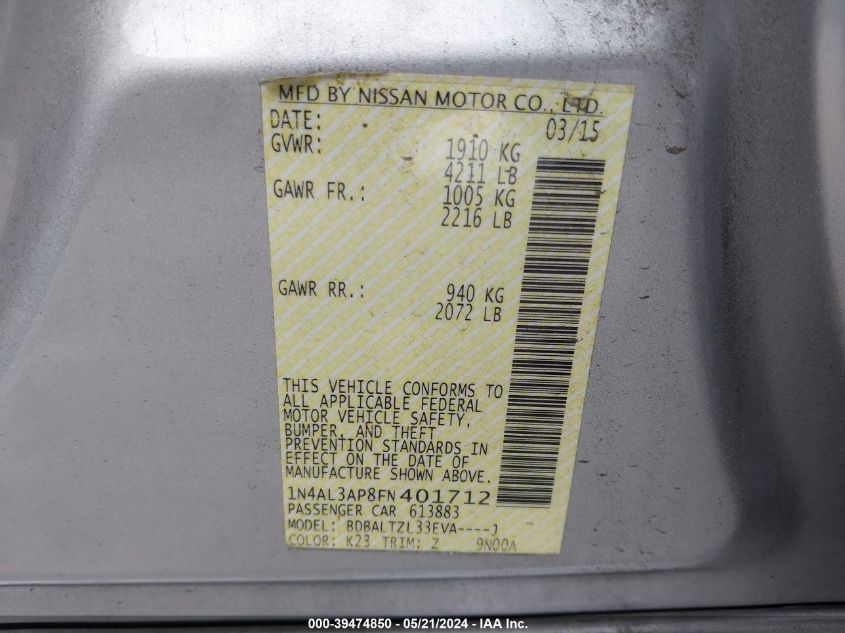 MFD BY NISSAN MOTOR CO., LTD.
DATE: 03/15
GVWR: 1910 KG
4211 LB
GAWR FR.: 1005 KG
2216 LB
GAWR RR.: 940 KG
2072 LB
THIS VEHICLE CONFORMS TO
ALL APPLICABLE FEDERAL
MOTOR VEHICLE SAFETY,
BUMPER, AND THEFT
PREVENTION STANDARDS IN
EFFECT ON THE DATE OF
MANUFACTURE SHOWN ABOVE.
1N4AL3AP8FN401712
PASSENGER CAR 613883
MODEL: BDBALTZL33EVA----J
COLOR: K23 TRIM: Z 9N00A
000-39474850 - 05/21/2024 - IAA Inc.